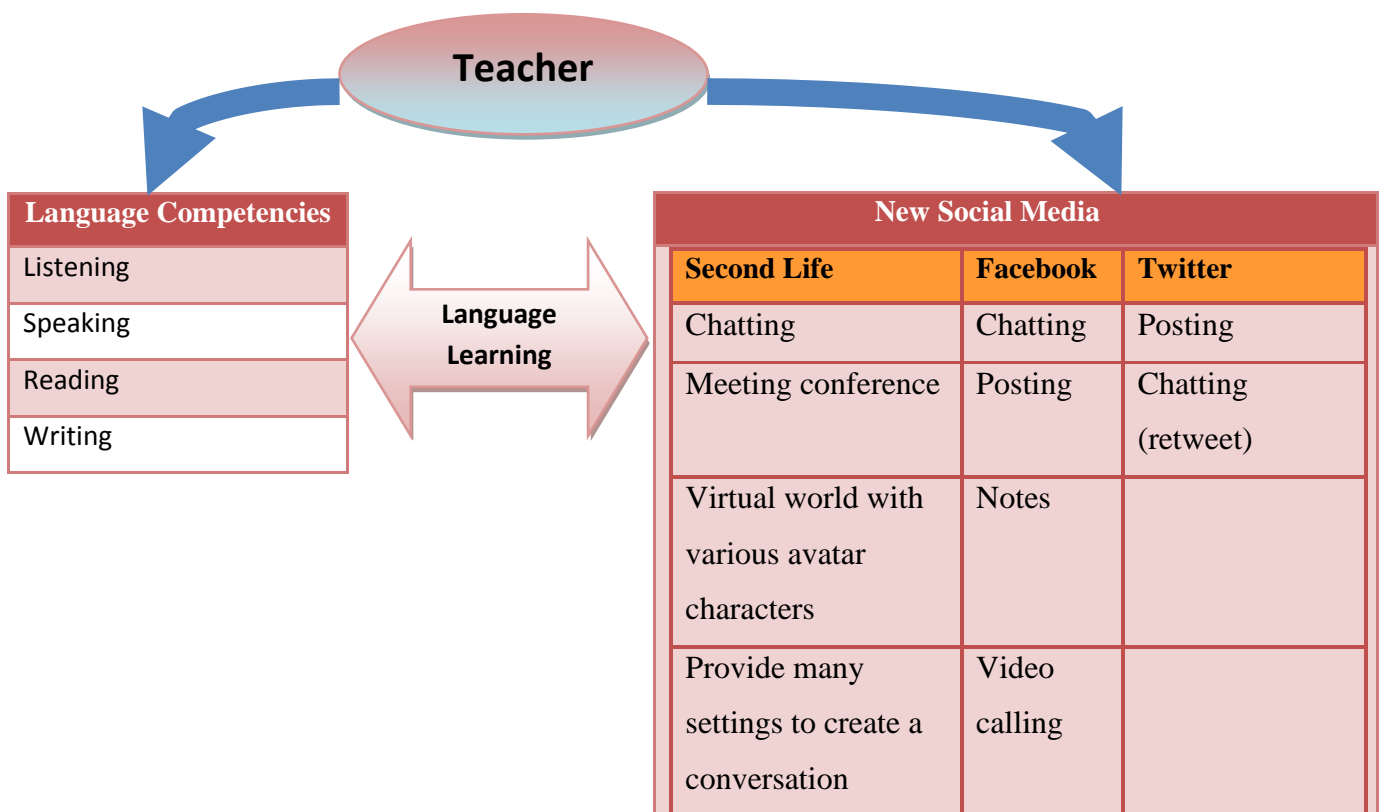 Teacher
Language Competencies
Listening
Speaking
Reading
Writing
Language
Learning
New Social Media
Second Life Facebook Twitter
Chatting Chatting Posting
Meeting conference Posting Chatting
(retweet)
Virtual world with Notes
various avatar
characters
Provide many Video
settings to create a calling
conversation